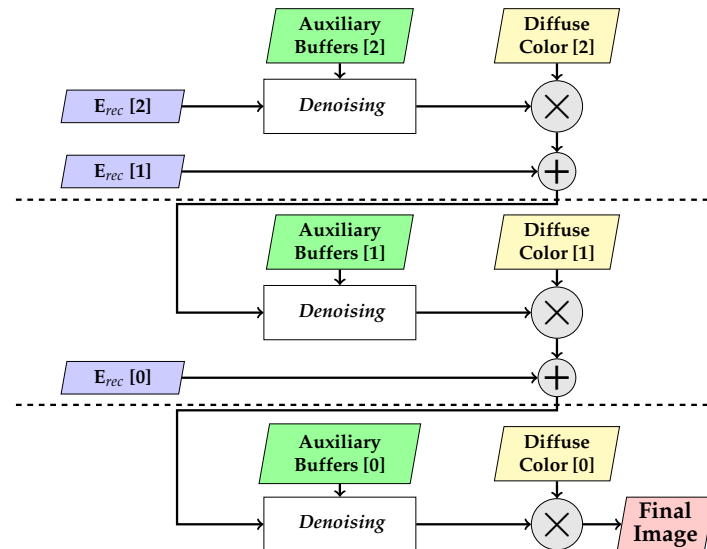 Auxiliary
Buffers [2]
Diffuse
Color [2]
E_rec [2]
Denoising
×
E_rec [1]
+
Auxiliary
Buffers [1]
Diffuse
Color [1]
Denoising
×
E_rec [0]
+
Auxiliary
Buffers [0]
Diffuse
Color [0]
Denoising
×
Final
Image